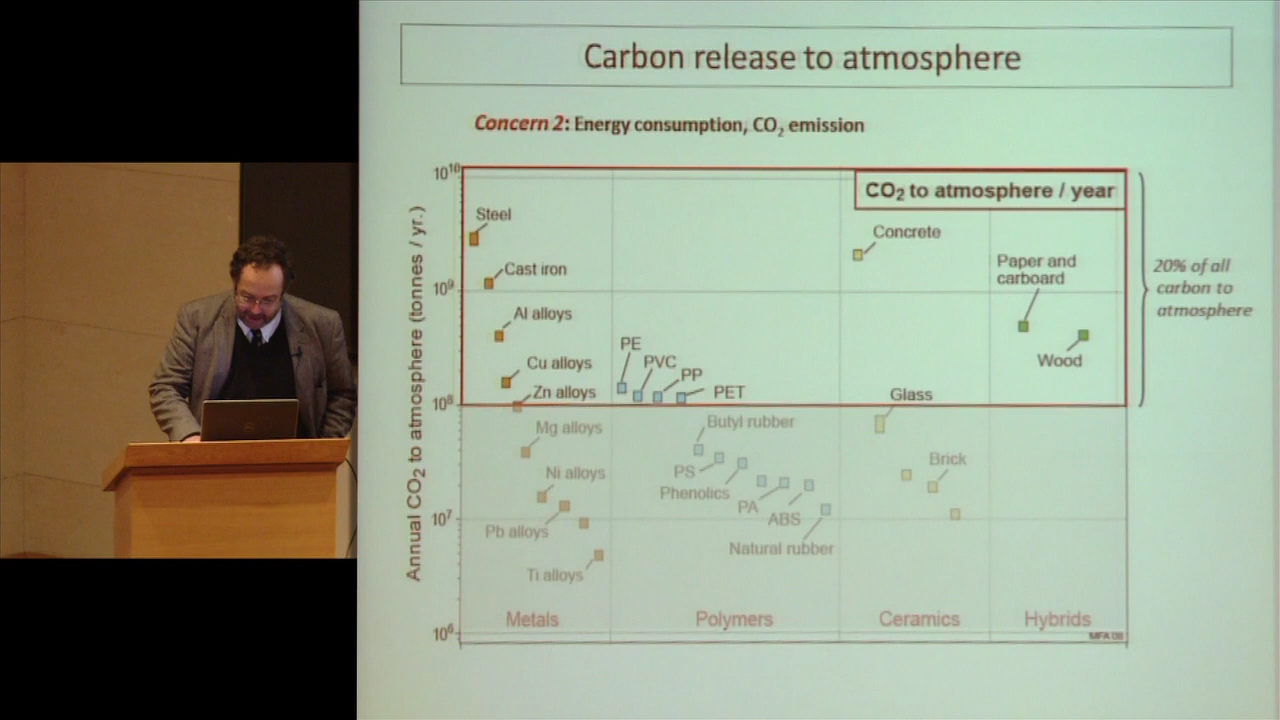 Carbon release to atmosphere
Concern 2: Energy consumption, CO₂ emission
CO₂ to atmosphere / year
Annual CO₂ to atmosphere (tonnes / yr.)
10¹⁰
10⁹
10⁸
10⁷
10⁶
Steel
Cast iron
Al alloys
Cu alloys
Zn alloys
Mg alloys
Ni alloys
Pb alloys
Ti alloys
PE
PVC
PP
PET
Butyl rubber
PS
Phenolics
PA
ABS
Natural rubber
Concrete
Glass
Brick
Paper and
carboard
Wood
20% of all
carbon to
atmosphere
Metals
Polymers
Ceramics
Hybrids
MFA 08